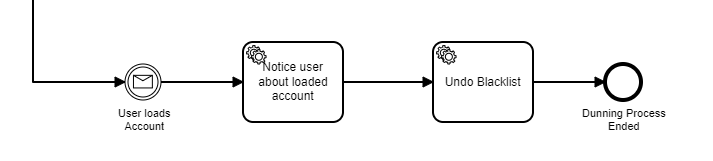 User loads
Account
Notice user
about loaded
account
Undo Blacklist
Dunning Process
Ended